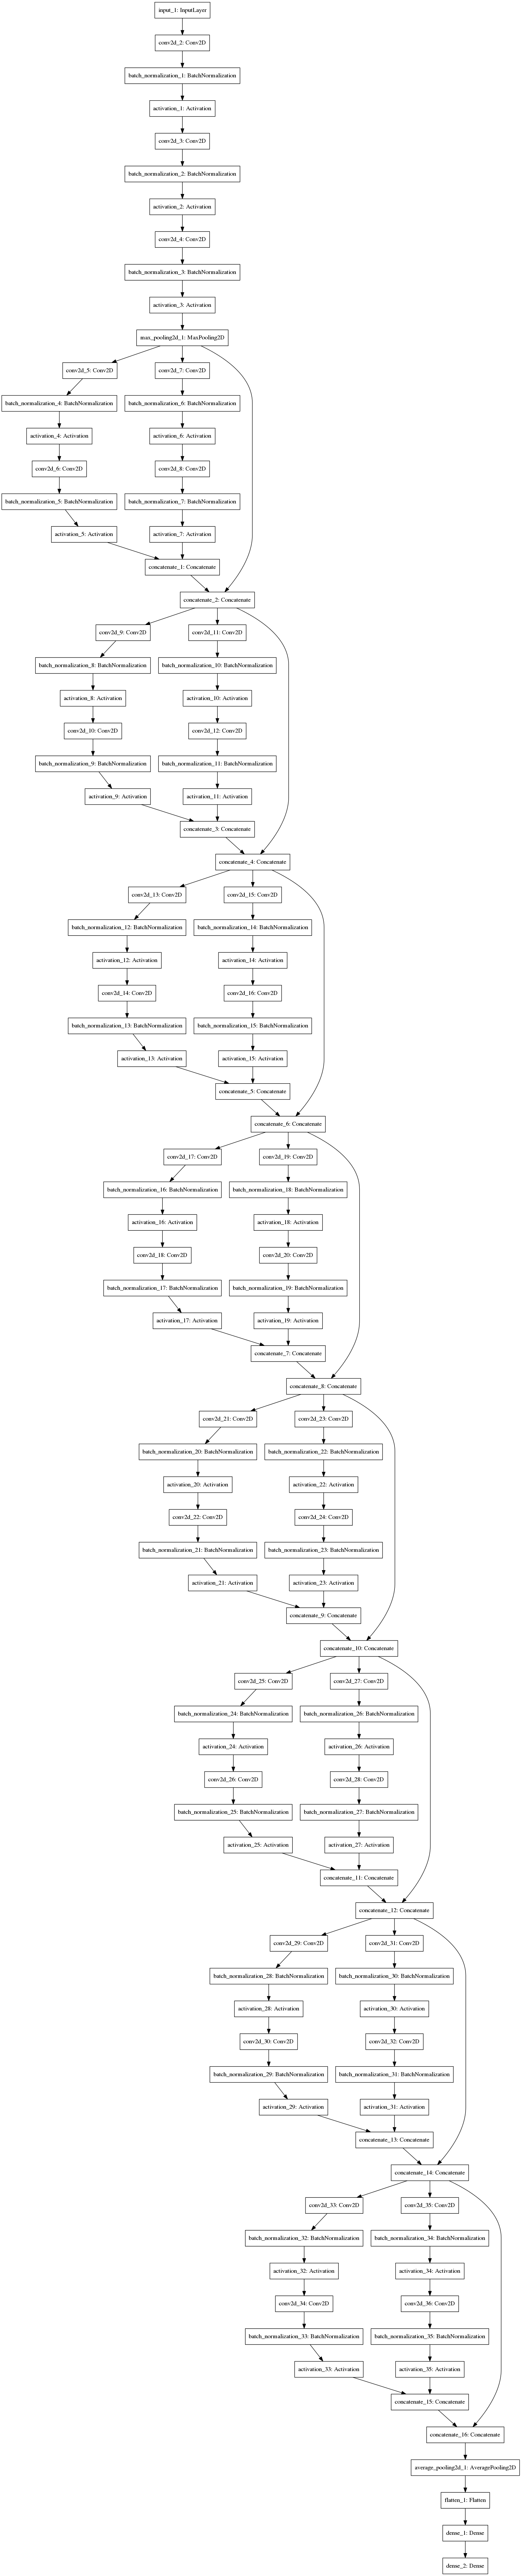 input_1: InputLayer
conv2d_2: Conv2D
batch_normalization_1: BatchNormalization
activation_1: Activation
conv2d_3: Conv2D
batch_normalization_2: BatchNormalization
activation_2: Activation
conv2d_4: Conv2D
batch_normalization_3: BatchNormalization
activation_3: Activation
max_pooling2d_1: MaxPooling2D
conv2d_5: Conv2D
conv2d_7: Conv2D
batch_normalization_4: BatchNormalization
batch_normalization_6: BatchNormalization
activation_4: Activation
activation_6: Activation
conv2d_6: Conv2D
conv2d_8: Conv2D
batch_normalization_5: BatchNormalization
batch_normalization_7: BatchNormalization
activation_5: Activation
activation_7: Activation
concatenate_1: Concatenate
concatenate_2: Concatenate
conv2d_9: Conv2D
conv2d_11: Conv2D
batch_normalization_8: BatchNormalization
batch_normalization_10: BatchNormalization
activation_8: Activation
activation_10: Activation
conv2d_10: Conv2D
conv2d_12: Conv2D
batch_normalization_9: BatchNormalization
batch_normalization_11: BatchNormalization
activation_9: Activation
activation_11: Activation
concatenate_3: Concatenate
concatenate_4: Concatenate
conv2d_13: Conv2D
conv2d_15: Conv2D
batch_normalization_12: BatchNormalization
batch_normalization_14: BatchNormalization
activation_12: Activation
activation_14: Activation
conv2d_14: Conv2D
conv2d_16: Conv2D
batch_normalization_13: BatchNormalization
batch_normalization_15: BatchNormalization
activation_13: Activation
activation_15: Activation
concatenate_5: Concatenate
concatenate_6: Concatenate
conv2d_17: Conv2D
conv2d_19: Conv2D
batch_normalization_16: BatchNormalization
batch_normalization_18: BatchNormalization
activation_16: Activation
activation_18: Activation
conv2d_18: Conv2D
conv2d_20: Conv2D
batch_normalization_17: BatchNormalization
batch_normalization_19: BatchNormalization
activation_17: Activation
activation_19: Activation
concatenate_7: Concatenate
concatenate_8: Concatenate
conv2d_21: Conv2D
conv2d_23: Conv2D
batch_normalization_20: BatchNormalization
batch_normalization_22: BatchNormalization
activation_20: Activation
activation_22: Activation
conv2d_22: Conv2D
conv2d_24: Conv2D
batch_normalization_21: BatchNormalization
batch_normalization_23: BatchNormalization
activation_21: Activation
activation_23: Activation
concatenate_9: Concatenate
concatenate_10: Concatenate
conv2d_25: Conv2D
conv2d_27: Conv2D
batch_normalization_24: BatchNormalization
batch_normalization_26: BatchNormalization
activation_24: Activation
activation_26: Activation
conv2d_26: Conv2D
conv2d_28: Conv2D
batch_normalization_25: BatchNormalization
batch_normalization_27: BatchNormalization
activation_25: Activation
activation_27: Activation
concatenate_11: Concatenate
concatenate_12: Concatenate
conv2d_29: Conv2D
conv2d_31: Conv2D
batch_normalization_28: BatchNormalization
batch_normalization_30: BatchNormalization
activation_28: Activation
activation_30: Activation
conv2d_30: Conv2D
conv2d_32: Conv2D
batch_normalization_29: BatchNormalization
batch_normalization_31: BatchNormalization
activation_29: Activation
activation_31: Activation
concatenate_13: Concatenate
concatenate_14: Concatenate
conv2d_33: Conv2D
conv2d_35: Conv2D
batch_normalization_32: BatchNormalization
batch_normalization_34: BatchNormalization
activation_32: Activation
activation_34: Activation
conv2d_34: Conv2D
conv2d_36: Conv2D
batch_normalization_33: BatchNormalization
batch_normalization_35: BatchNormalization
activation_33: Activation
activation_35: Activation
concatenate_15: Concatenate
concatenate_16: Concatenate
average_pooling2d_1: AveragePooling2D
flatten_1: Flatten
dense_1: Dense
dense_2: Dense